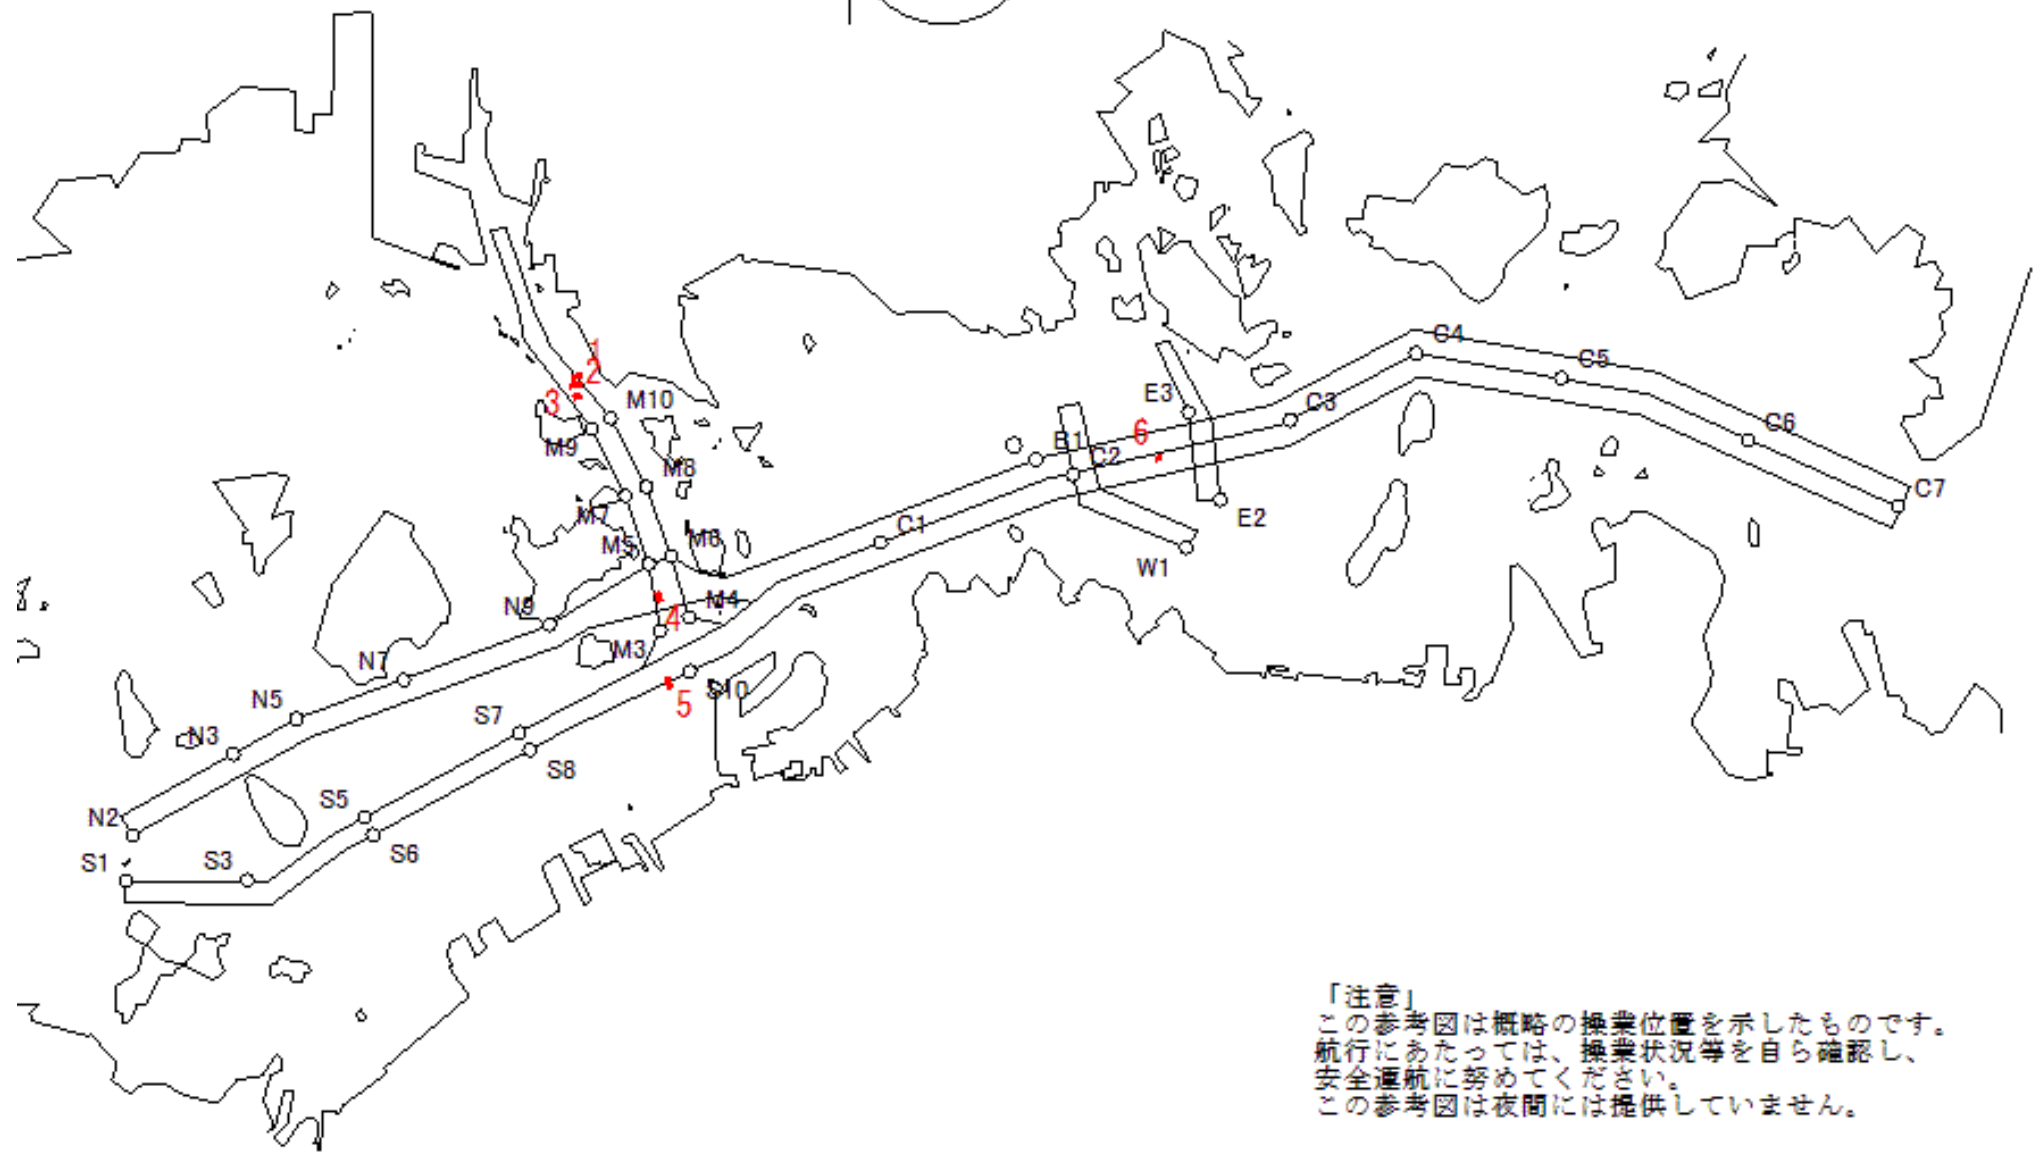 1
2
3
M10
M9
M8
M7
M5
M6
M4
4
M3
N9
N7
N5
N3
N2
S1
S3
S5
S6
S7
S8
S10
5
C1
B1
C2
6
E3
C3
C4
C5
C6
C7
E2
W1
「注意」
この参考図は概略の操業位置を示したものです。
航行にあたっては、操業状況等を自ら確認し、
安全運航に努めてください。
この参考図は夜間には提供していません。